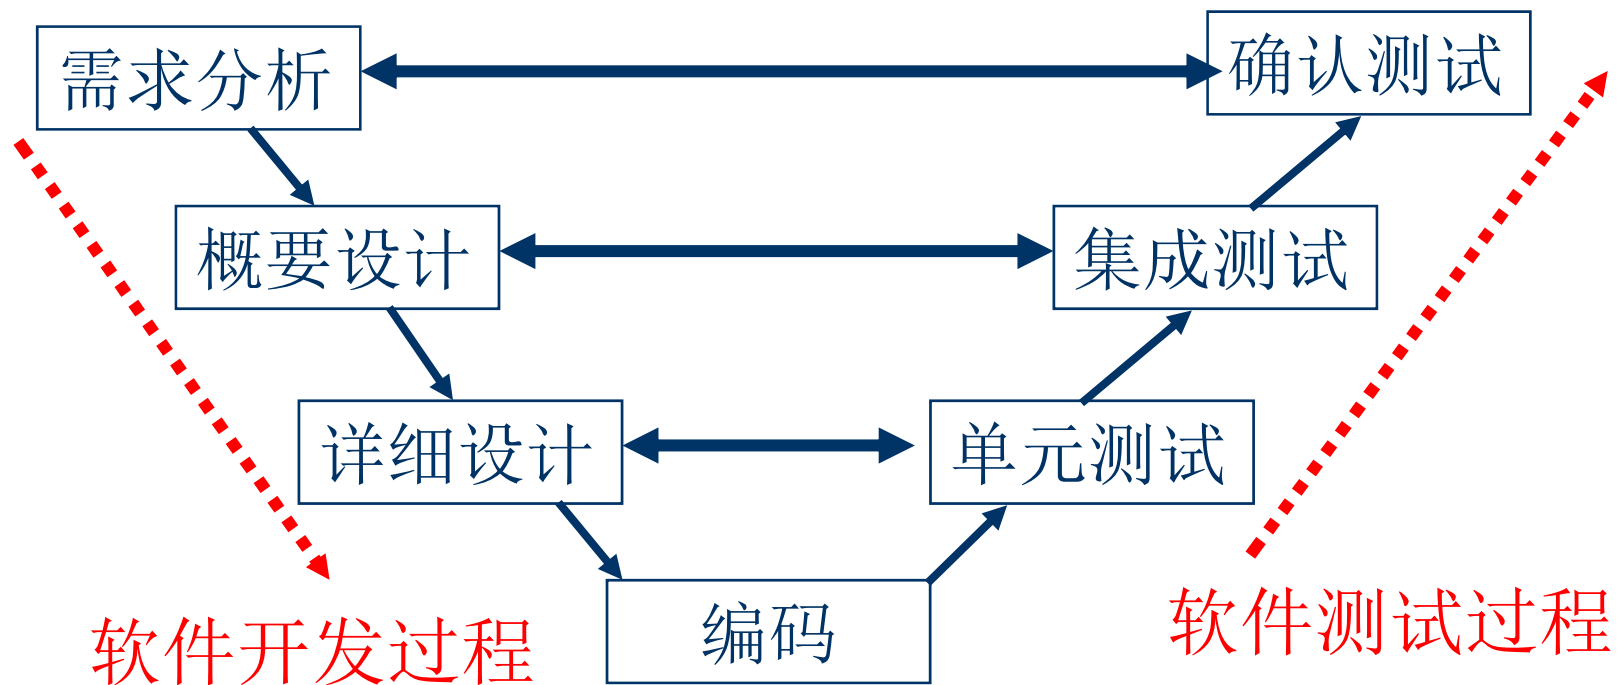 需求分析
确认测试
概要设计
集成测试
详细设计
单元测试
编码
软件开发过程
软件测试过程